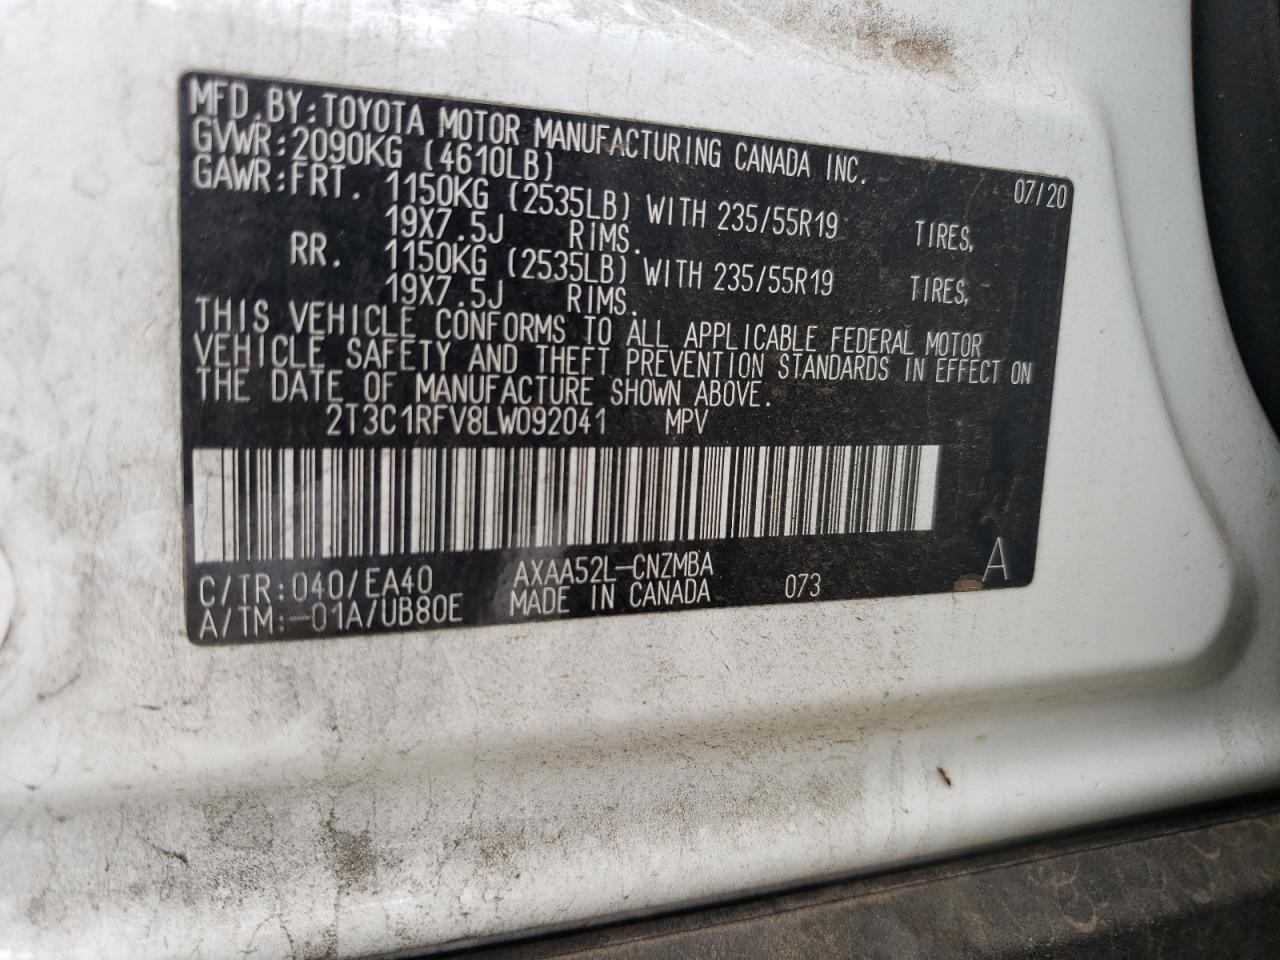 MFD.BY:TOYOTA MOTOR MANUFACTURING CANADA INC. 07/20
GVWR:2090KG (4610LB)
GAWR:FRT. 1150KG (2535LB) WITH 235/55R19 TIRES,
19X7.5J RIMS.
RR. 1150KG (2535LB) WITH 235/55R19 TIRES,
19X7.5J RIMS.
THIS VEHICLE CONFORMS TO ALL APPLICABLE FEDERAL MOTOR
VEHICLE SAFETY AND THEFT PREVENTION STANDARDS IN EFFECT ON
THE DATE OF MANUFACTURE SHOWN ABOVE.
2T3C1RFV8LW092041 MPV
C/TR:040/EA40 AXAA52L-CNZMBA A
A/TM:-01A/UB80E MADE IN CANADA 073